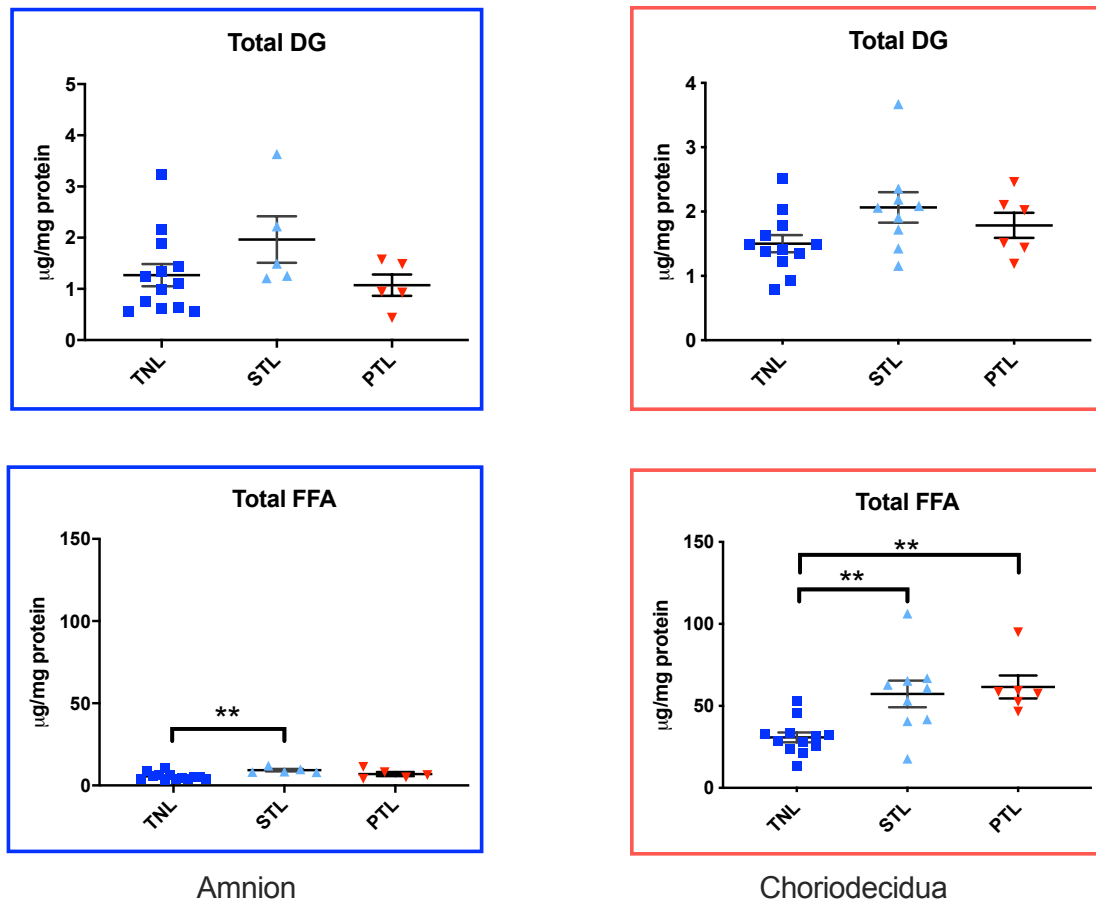 Total DG
5
4
3
2
1
0
μg/mg protein
TNL
STL
PTL
Total DG
4
3
2
1
0
μg/mg protein
TNL
STL
PTL
Total FFA
150
100
50
0
μg/mg protein
**
TNL
STL
PTL
Total FFA
150
100
50
0
μg/mg protein
**
**
TNL
STL
PTL
Amnion
Choriodecidua